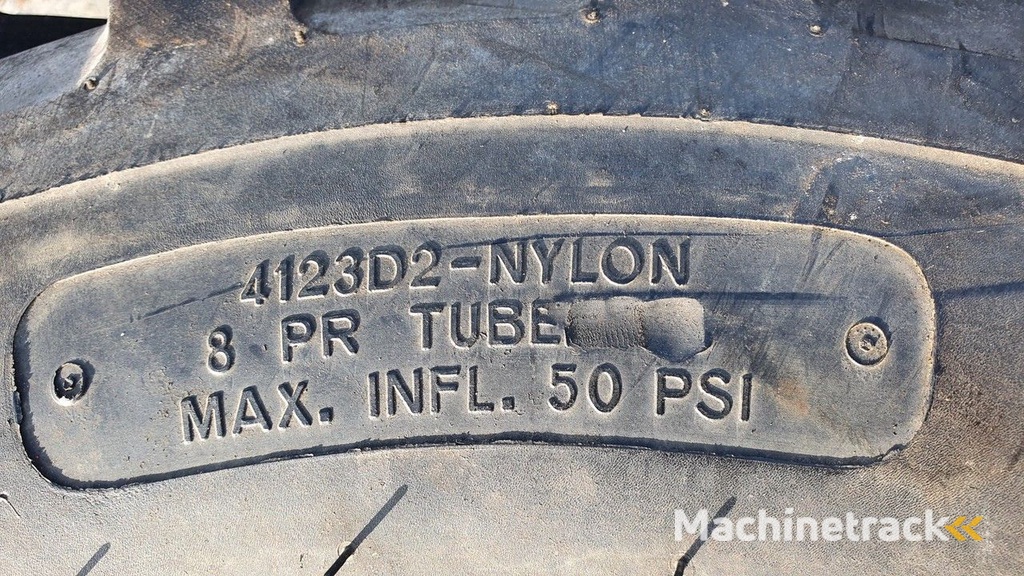 4123D2-NYLON
8 PR TUBE
MAX. INFL. 50 PSI
Machinetrack